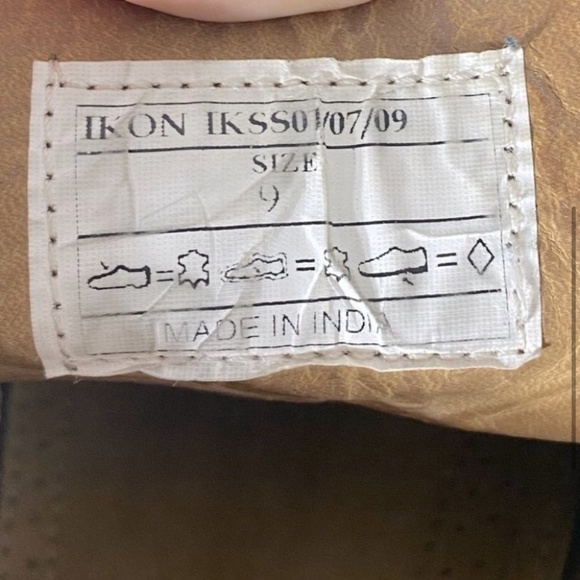 IKON IKSS01/07/09
SIZE
9
MADE IN INDIA